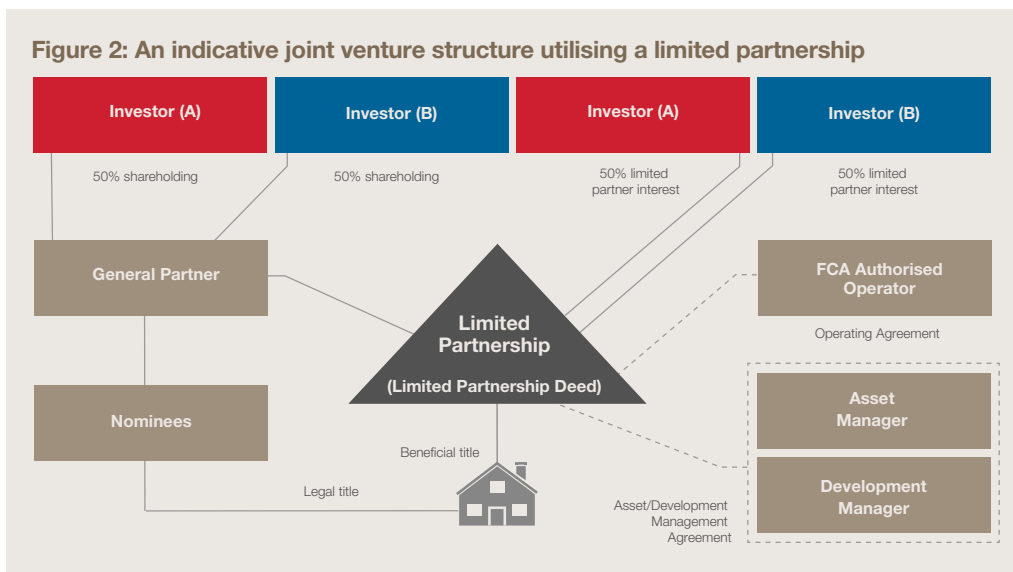 Figure 2: An indicative joint venture structure utilising a limited partnership
Investor (A)
Investor (B)
Investor (A)
Investor (B)
50% shareholding
50% shareholding
50% limited
partner interest
50% limited
partner interest
General Partner
Limited
Partnership
(Limited Partnership Deed)
FCA Authorised
Operator
Operating Agreement
Nominees
Asset
Manager
Beneficial title
Legal title
Development
Manager
Asset/Development
Management
Agreement